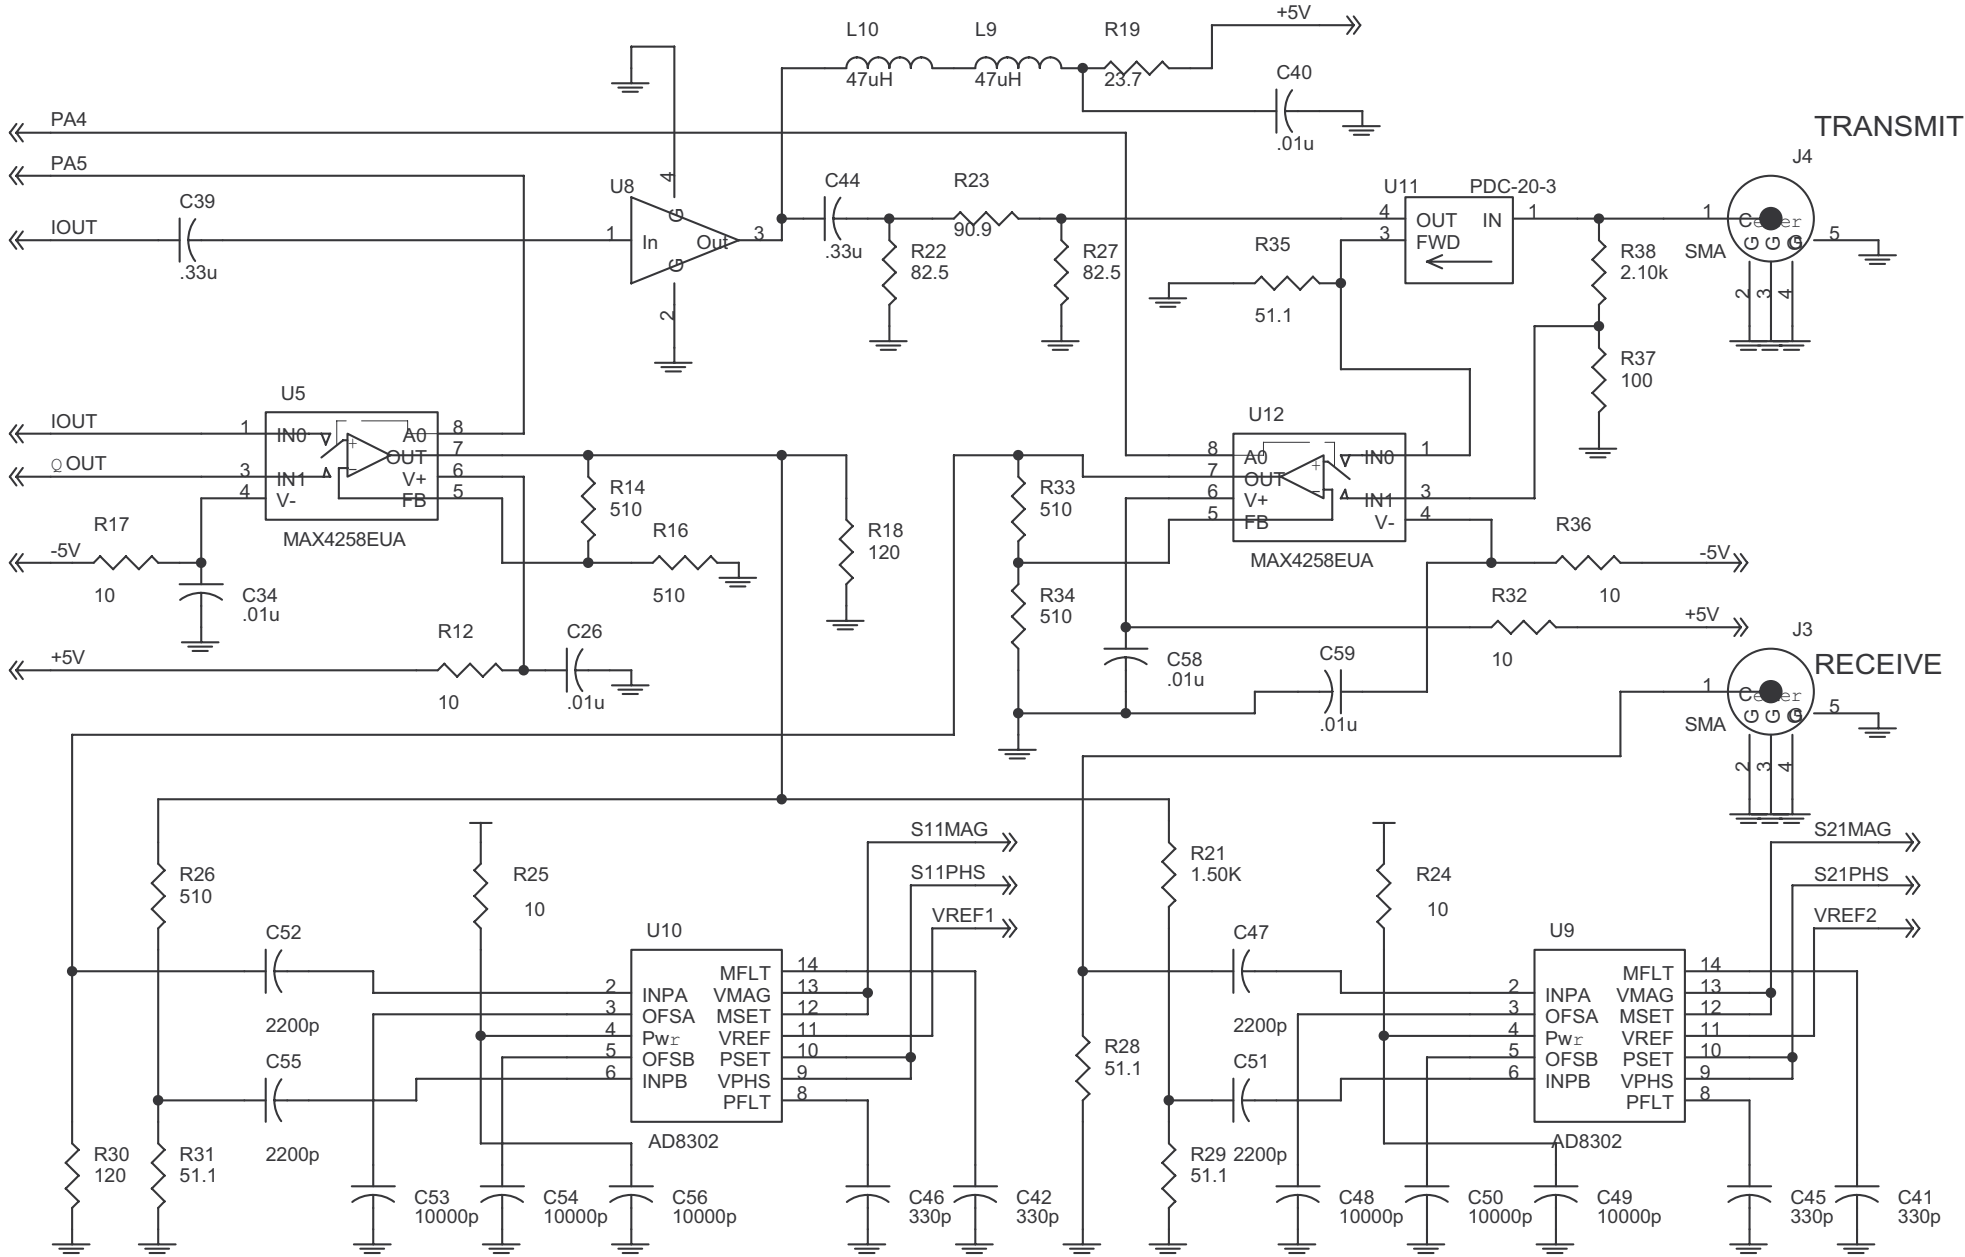 +5V
L10
L9
R19
47uH
47uH
23.7
C40
.01u
PA4
TRANSMIT
PA5
J4
4
U8
C44
R23
U11
PDC-20-3
C39
IOUT
1
In
G
Out
G
3
2
.33u
.33u
90.9
R22
82.5
R27
82.5
R35
51.1
4
3
OUT
IN
FWD
1
R38
2.10k
R37
100
1
Center
G
G
G
G
5
SMA
2
3
4
U5
IOUT
1
IN0
A0
8
OUT
7
QOUT
3
IN1
V+
6
4
V-
FB
5
MAX4258EUA
R17
-5V
10
C34
.01u
R14
510
R16
510
R18
120
R12
+5V
10
C26
.01u
U12
8
A0
IN0
1
7
OUT
6
V+
IN1
3
5
FB
V-
4
MAX4258EUA
R33
510
R34
510
R36
-5V
10
R32
+5V
10
C58
.01u
C59
.01u
J3
RECEIVE
1
Center
G
G
G
G
5
SMA
2
3
4
S11MAG
S11PHS
VREF1
R26
510
R25
10
C52
2200p
C55
2200p
R30
120
R31
51.1
U10
2
INPA
3
OFSA
4
Pwr
5
OFSB
6
INPB
MFLT
14
VMAG
13
MSET
12
VREF
11
PSET
10
VPHS
9
PFLT
8
AD8302
C53
10000p
C54
10000p
C56
10000p
C46
330p
C42
330p
R21
1.50K
R24
10
S21MAG
S21PHS
VREF2
C47
2200p
C51
R28
51.1
R29
2200p
51.1
U9
2
INPA
3
OFSA
4
Pwr
5
OFSB
6
INPB
MFLT
14
VMAG
13
MSET
12
VREF
11
PSET
10
VPHS
9
PFLT
8
AD8302
C48
10000p
C50
10000p
C49
10000p
C45
330p
C41
330p